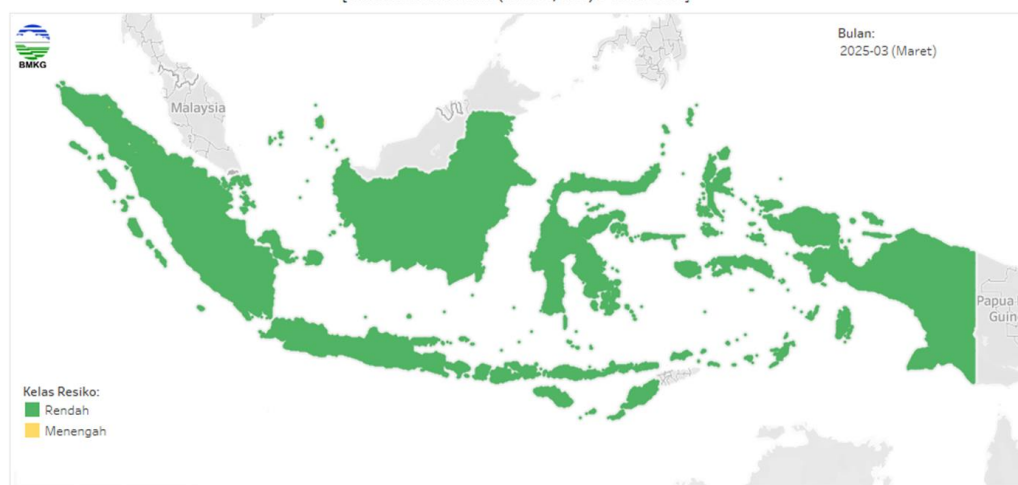 BMKG
Bulan:
2025-03 (Maret)
Malaysia
Papua
Guin
Kelas Resiko:
Rendah
Menengah